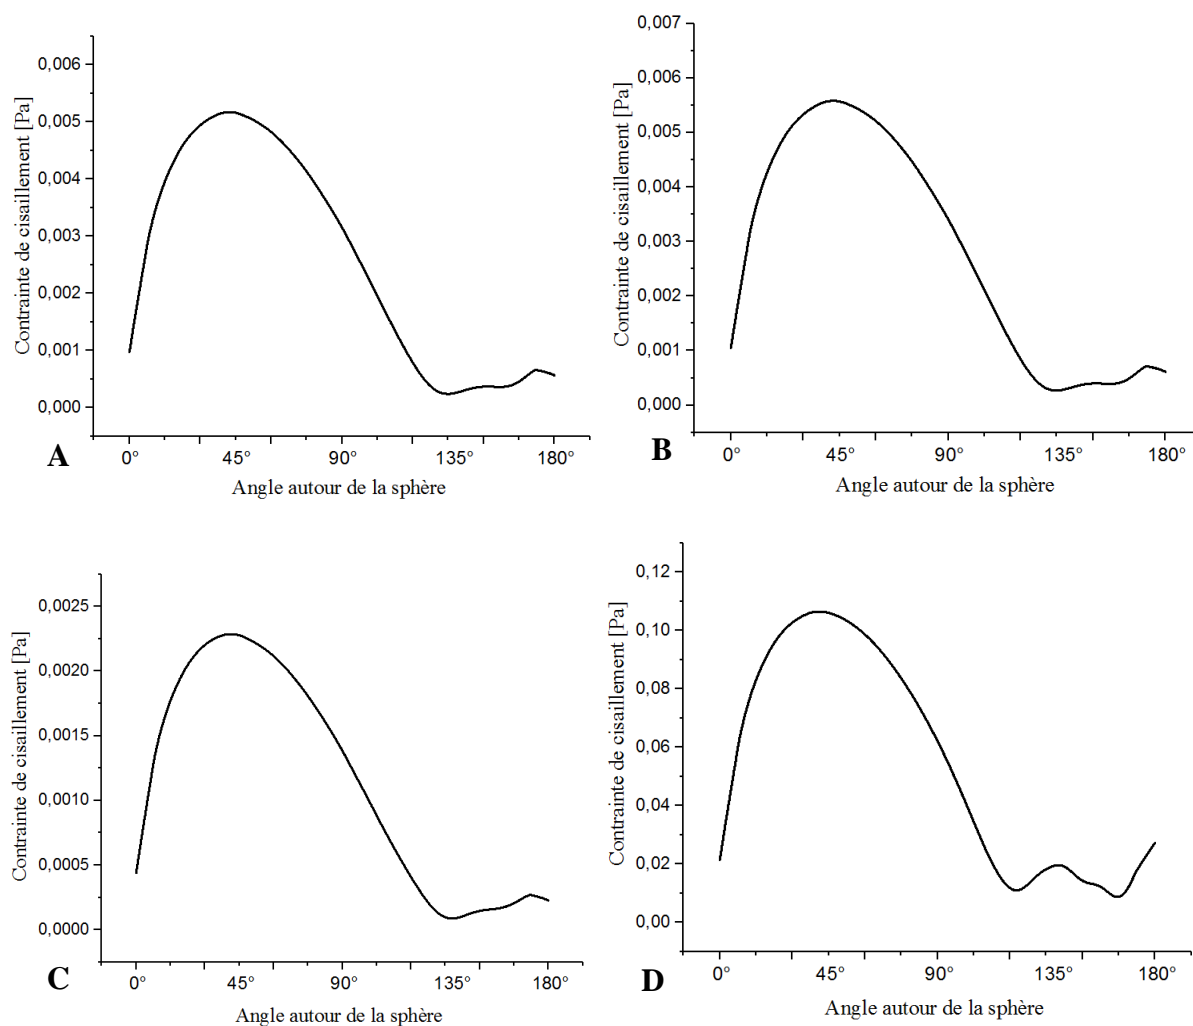 0,006
0,005
0,004
0,003
0,002
0,001
0,000
Contrainte de cisaillement [Pa]
0° 45° 90° 135° 180°
Angle autour de la sphère
A
0,007
0,006
0,005
0,004
0,003
0,002
0,001
0,000
Contrainte de cisaillement [Pa]
0° 45° 90° 135° 180°
Angle autour de la sphère
B
0,0025
0,0020
0,0015
0,0010
0,0005
0,0000
Contrainte de cisaillement [Pa]
0° 45° 90° 135° 180°
Angle autour de la sphère
C
0,12
0,10
0,08
0,06
0,04
0,02
0,00
Contrainte de cisaillement [Pa]
0° 45° 90° 135° 180°
Angle autour de la sphère
D